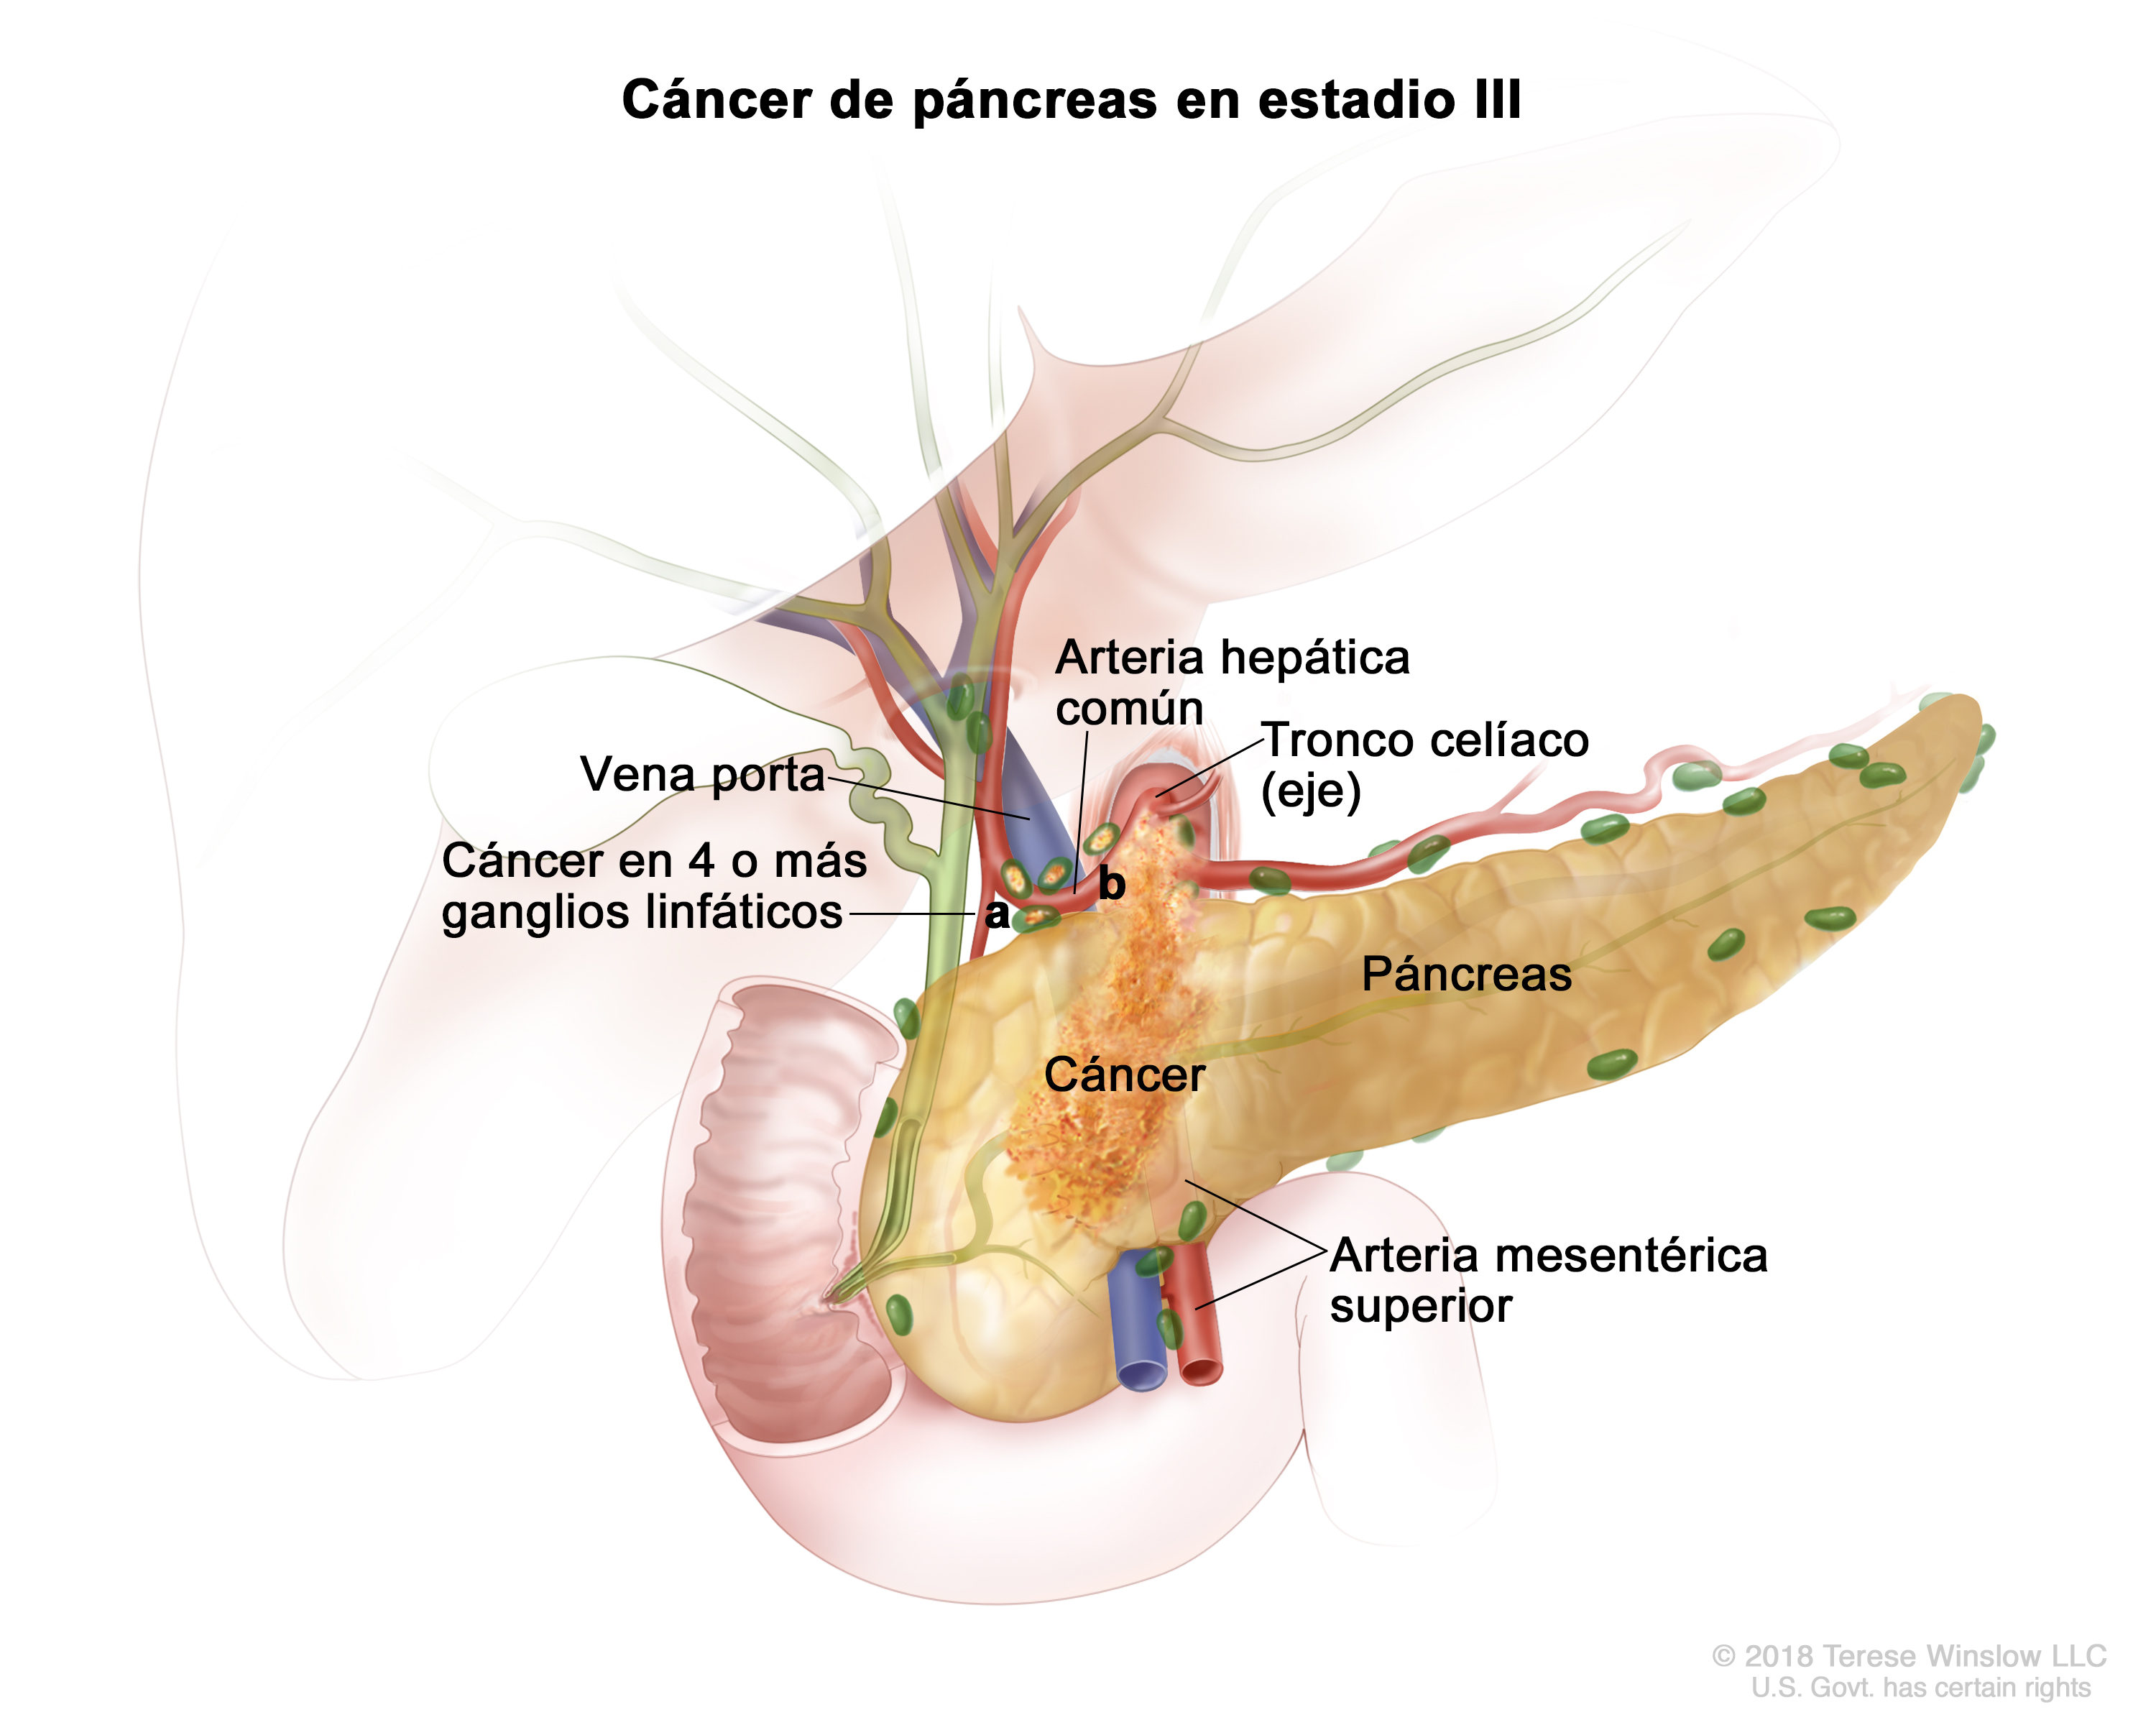 Cáncer de páncreas en estadio III
Arteria hepática
común
Tronco celíaco
(eje)
Vena porta
Cáncer en 4 o más
ganglios linfáticos
a
b
Páncreas
Cáncer
Arteria mesentérica
superior
© 2018 Terese Winslow LLC
U.S. Govt. has certain rights